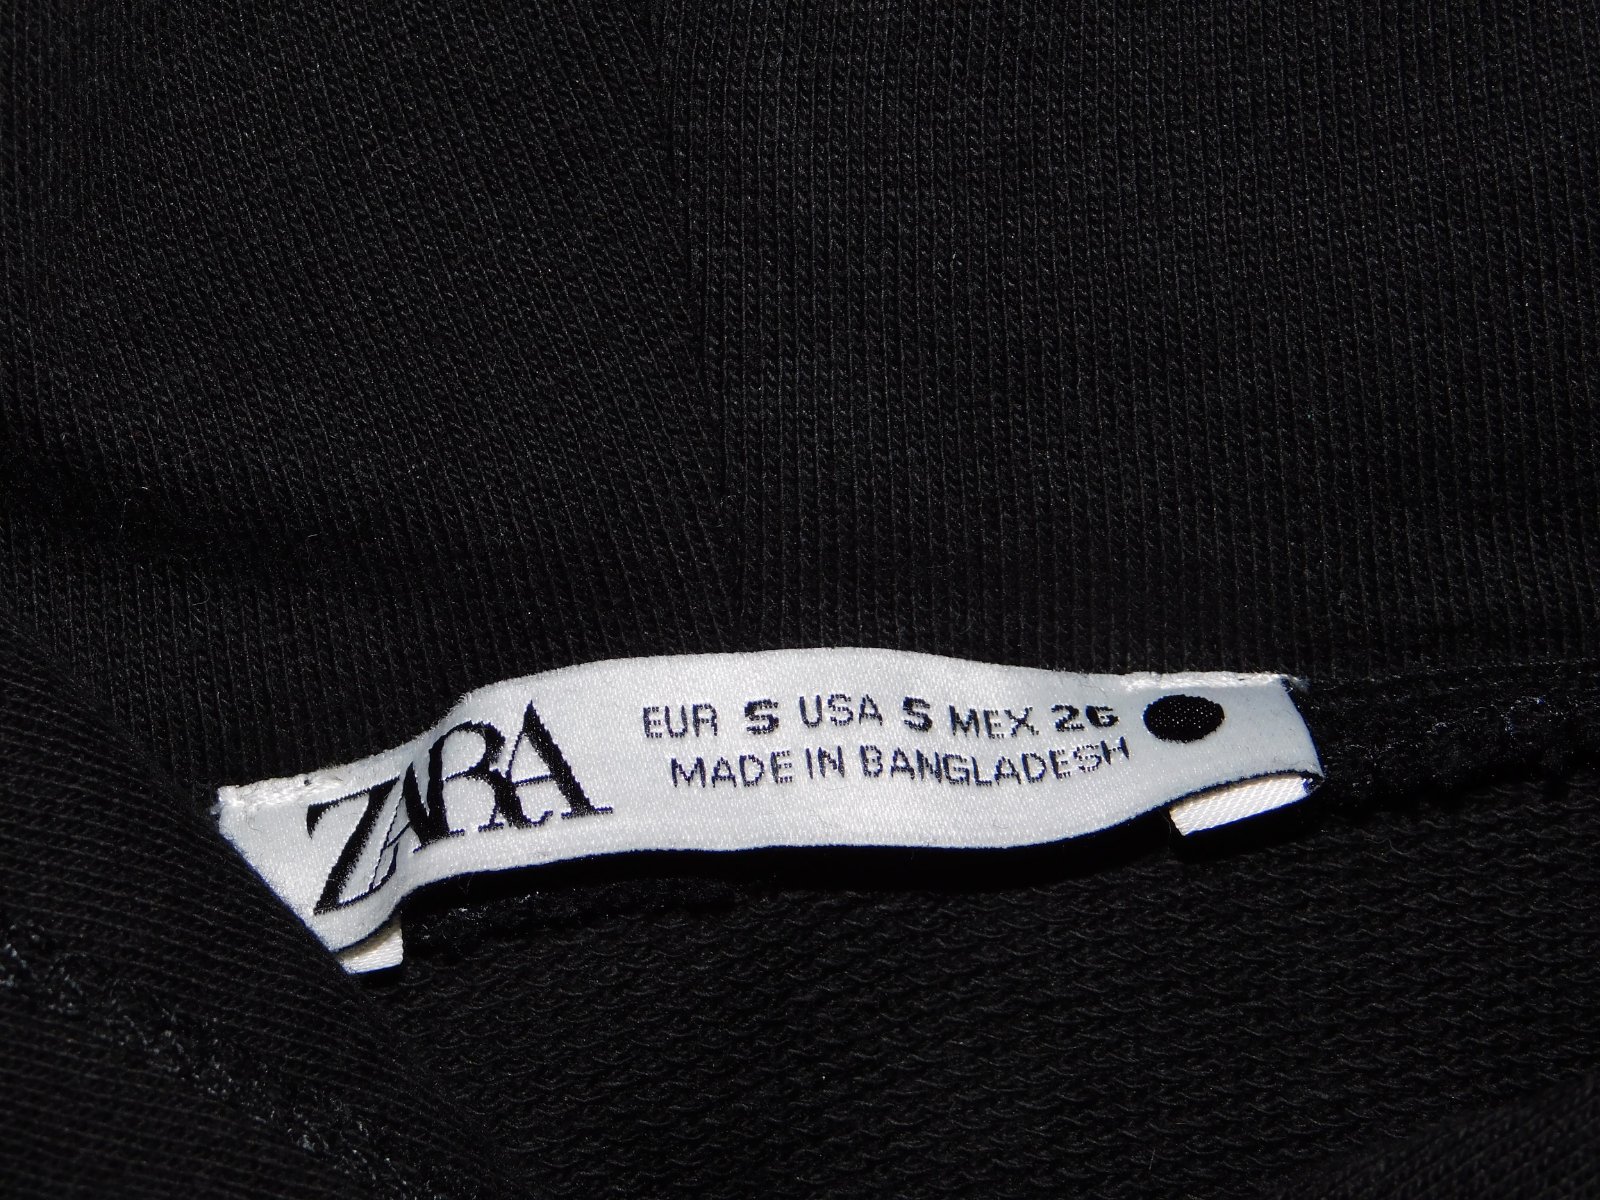 ZARA
EUR S USA S MEX 26
MADE IN BANGLADESH